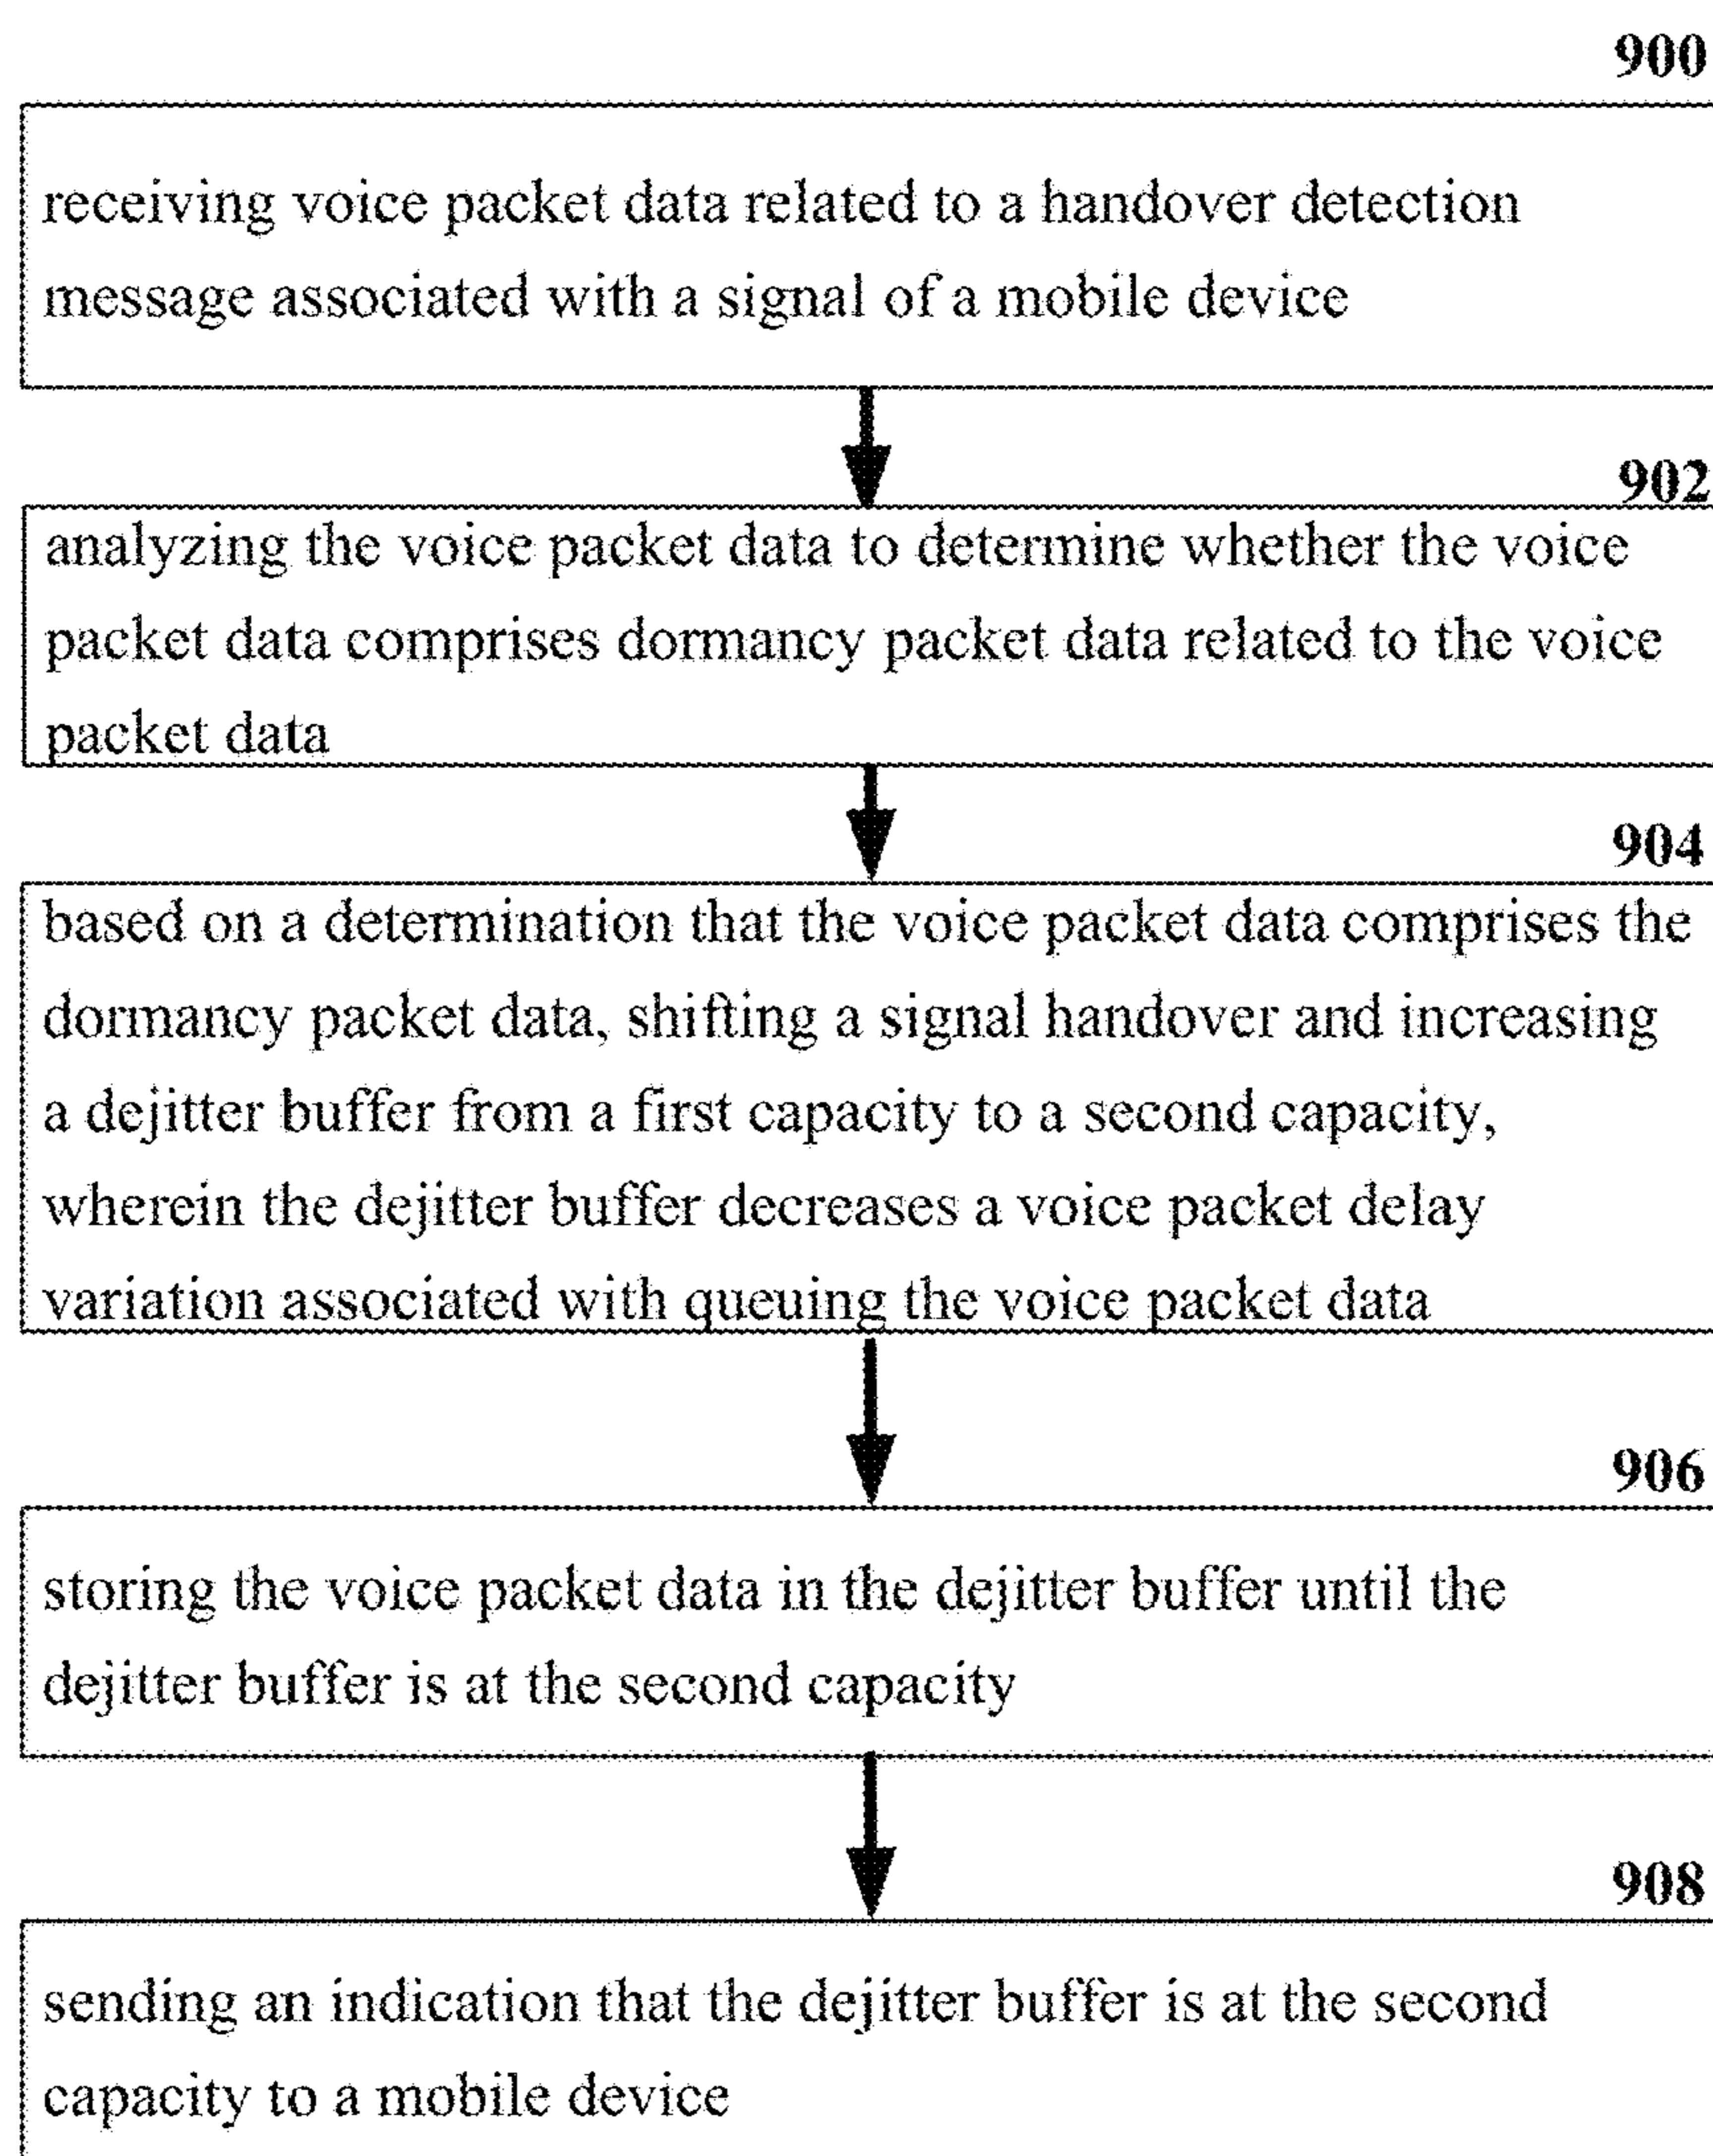 900
receiving voice packet data related to a handover detection
message associated with a signal of a mobile device
902
analyzing the voice packet data to determine whether the voice
packet data comprises dormancy packet data related to the voice
packet data
904
based on a determination that the voice packet data comprises the
dormancy packet data, shifting a signal handover and increasing
a dejitter buffer from a first capacity to a second capacity,
wherein the dejitter buffer decreases a voice packet delay
variation associated with queuing the voice packet data
906
storing the voice packet data in the dejitter buffer until the
dejitter buffer is at the second capacity
908
sending an indication that the dejitter buffer is at the second
capacity to a mobile device